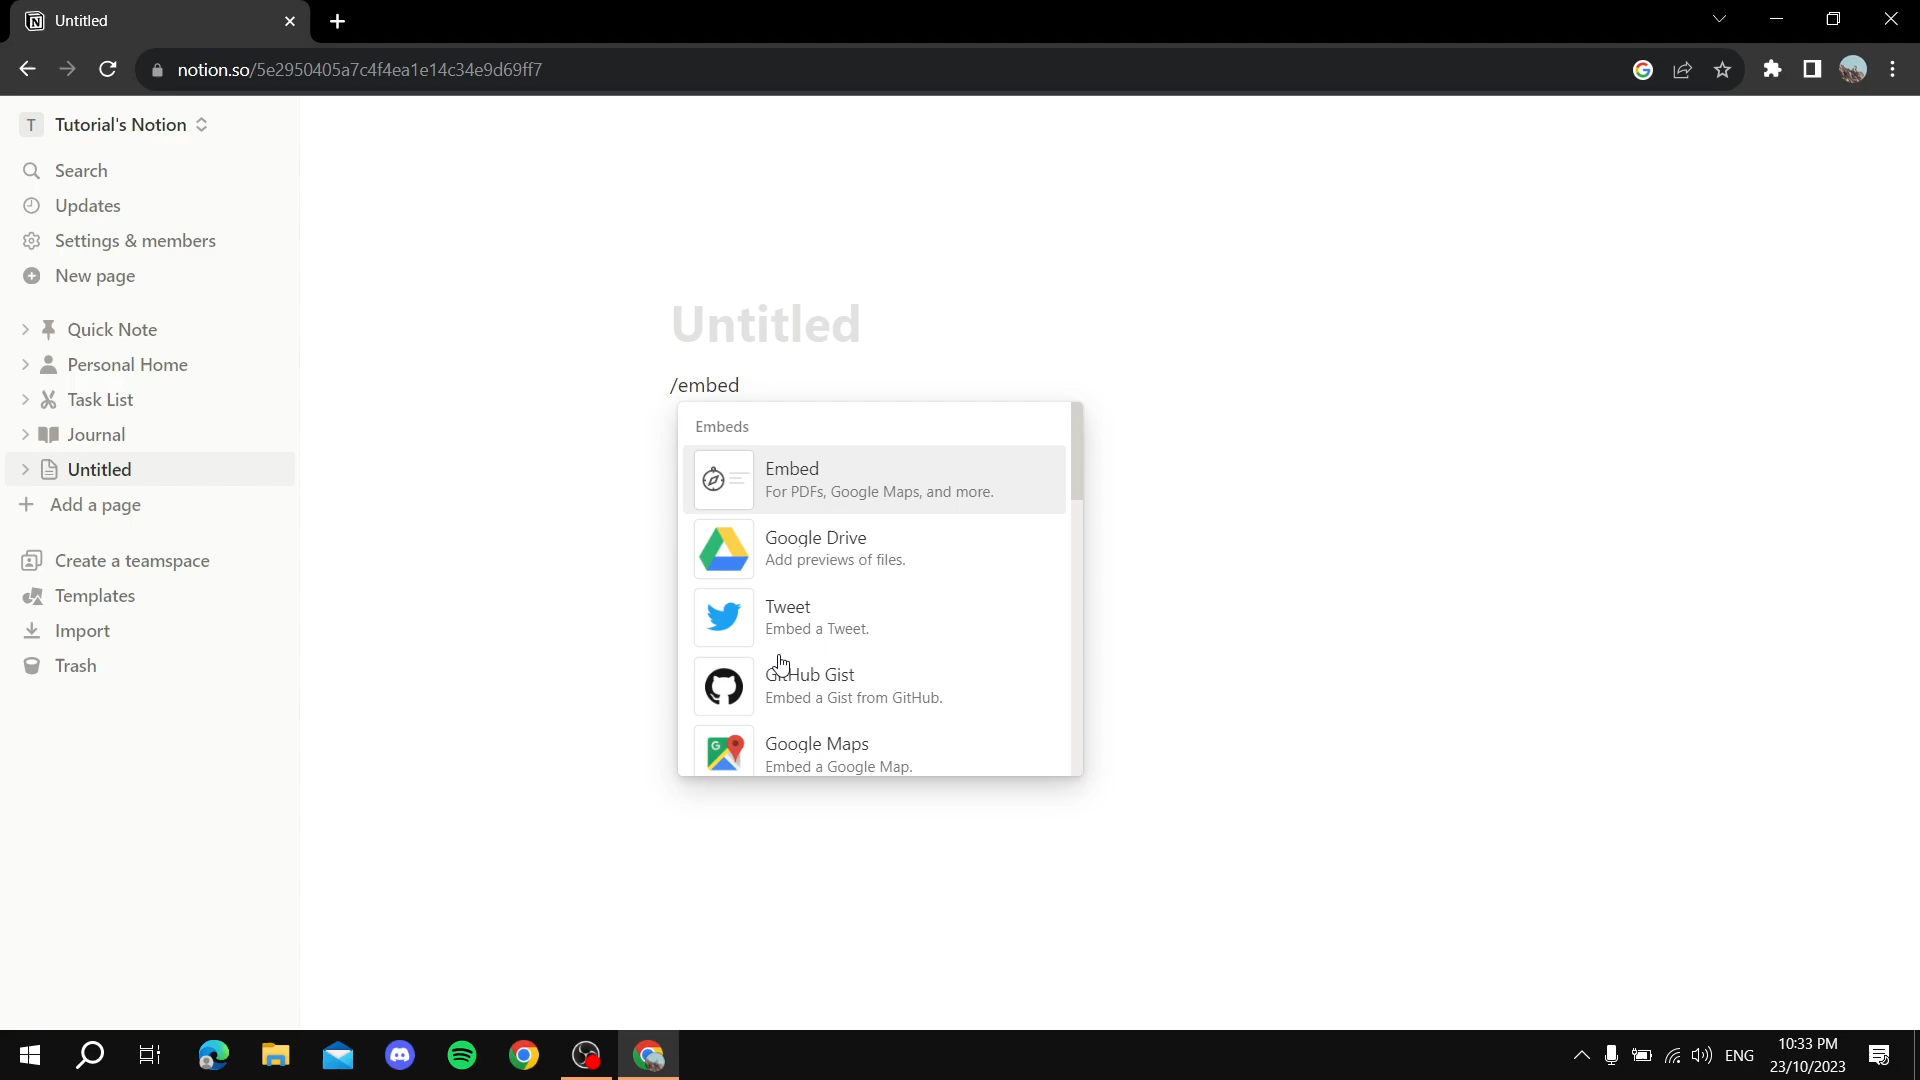 Untitled
notion.so/5e2950405a7c4f4ea1e14c34e9d69ff7
T Tutorial's Notion
Search
Updates
Settings & members
New page
Quick Note
Personal Home
Task List
Journal
Untitled
Add a page
Create a teamspace
Templates
Import
Trash
Untitled
/embed
Embeds
Embed
For PDFs, Google Maps, and more.
Google Drive
Add previews of files.
Tweet
Embed a Tweet.
GitHub Gist
Embed a Gist from GitHub.
Google Maps
Embed a Google Map.
ENG
10:33 PM
23/10/2023